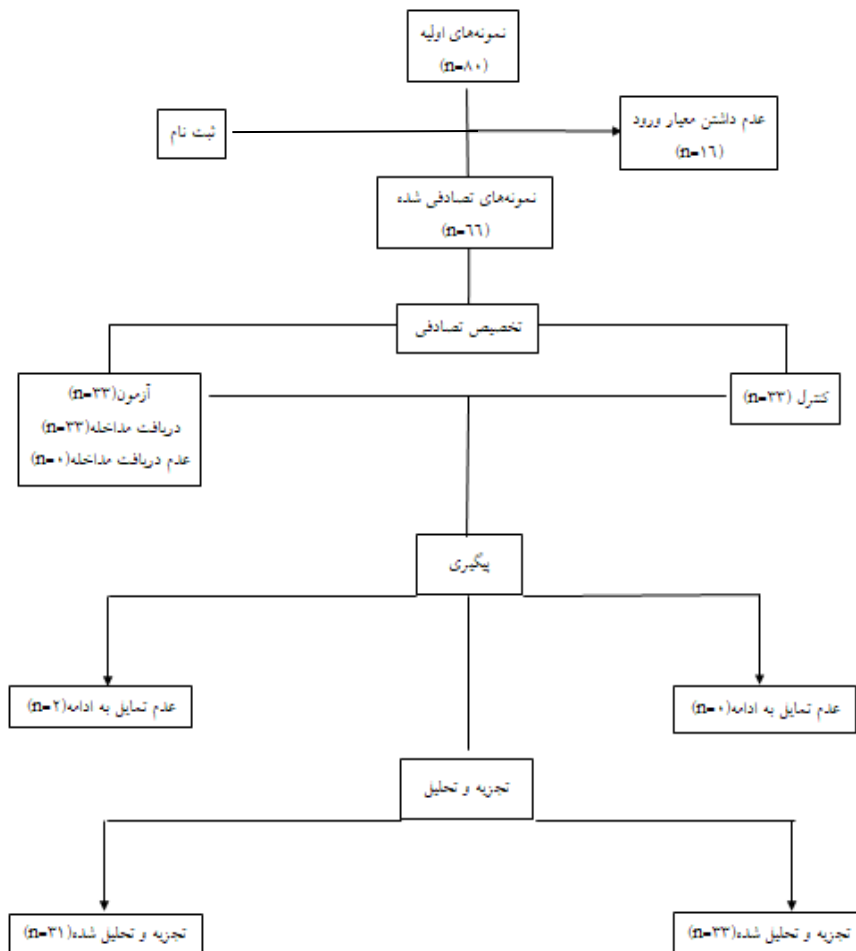 نمونه‌های اولیه
(n=۸۰)
ثبت نام
عدم داشتن معیار ورود
(n=١٦)
نمونه‌های تصادفی شده
(n=٦٦)
تخصیص تصادفی
کنترل (n=۳۳)
آزمون(n=۳۳)
دریافت مداخله(n=۳۳)
عدم دریافت مداخله(n=۰)
پیگیری
عدم تمایل به ادامه(n=۰)
عدم تمایل به ادامه(n=۲)
تجزیه و تحلیل
تجزیه و تحلیل شده(n=۳۳)
تجزیه و تحلیل شده(n=۳۱)